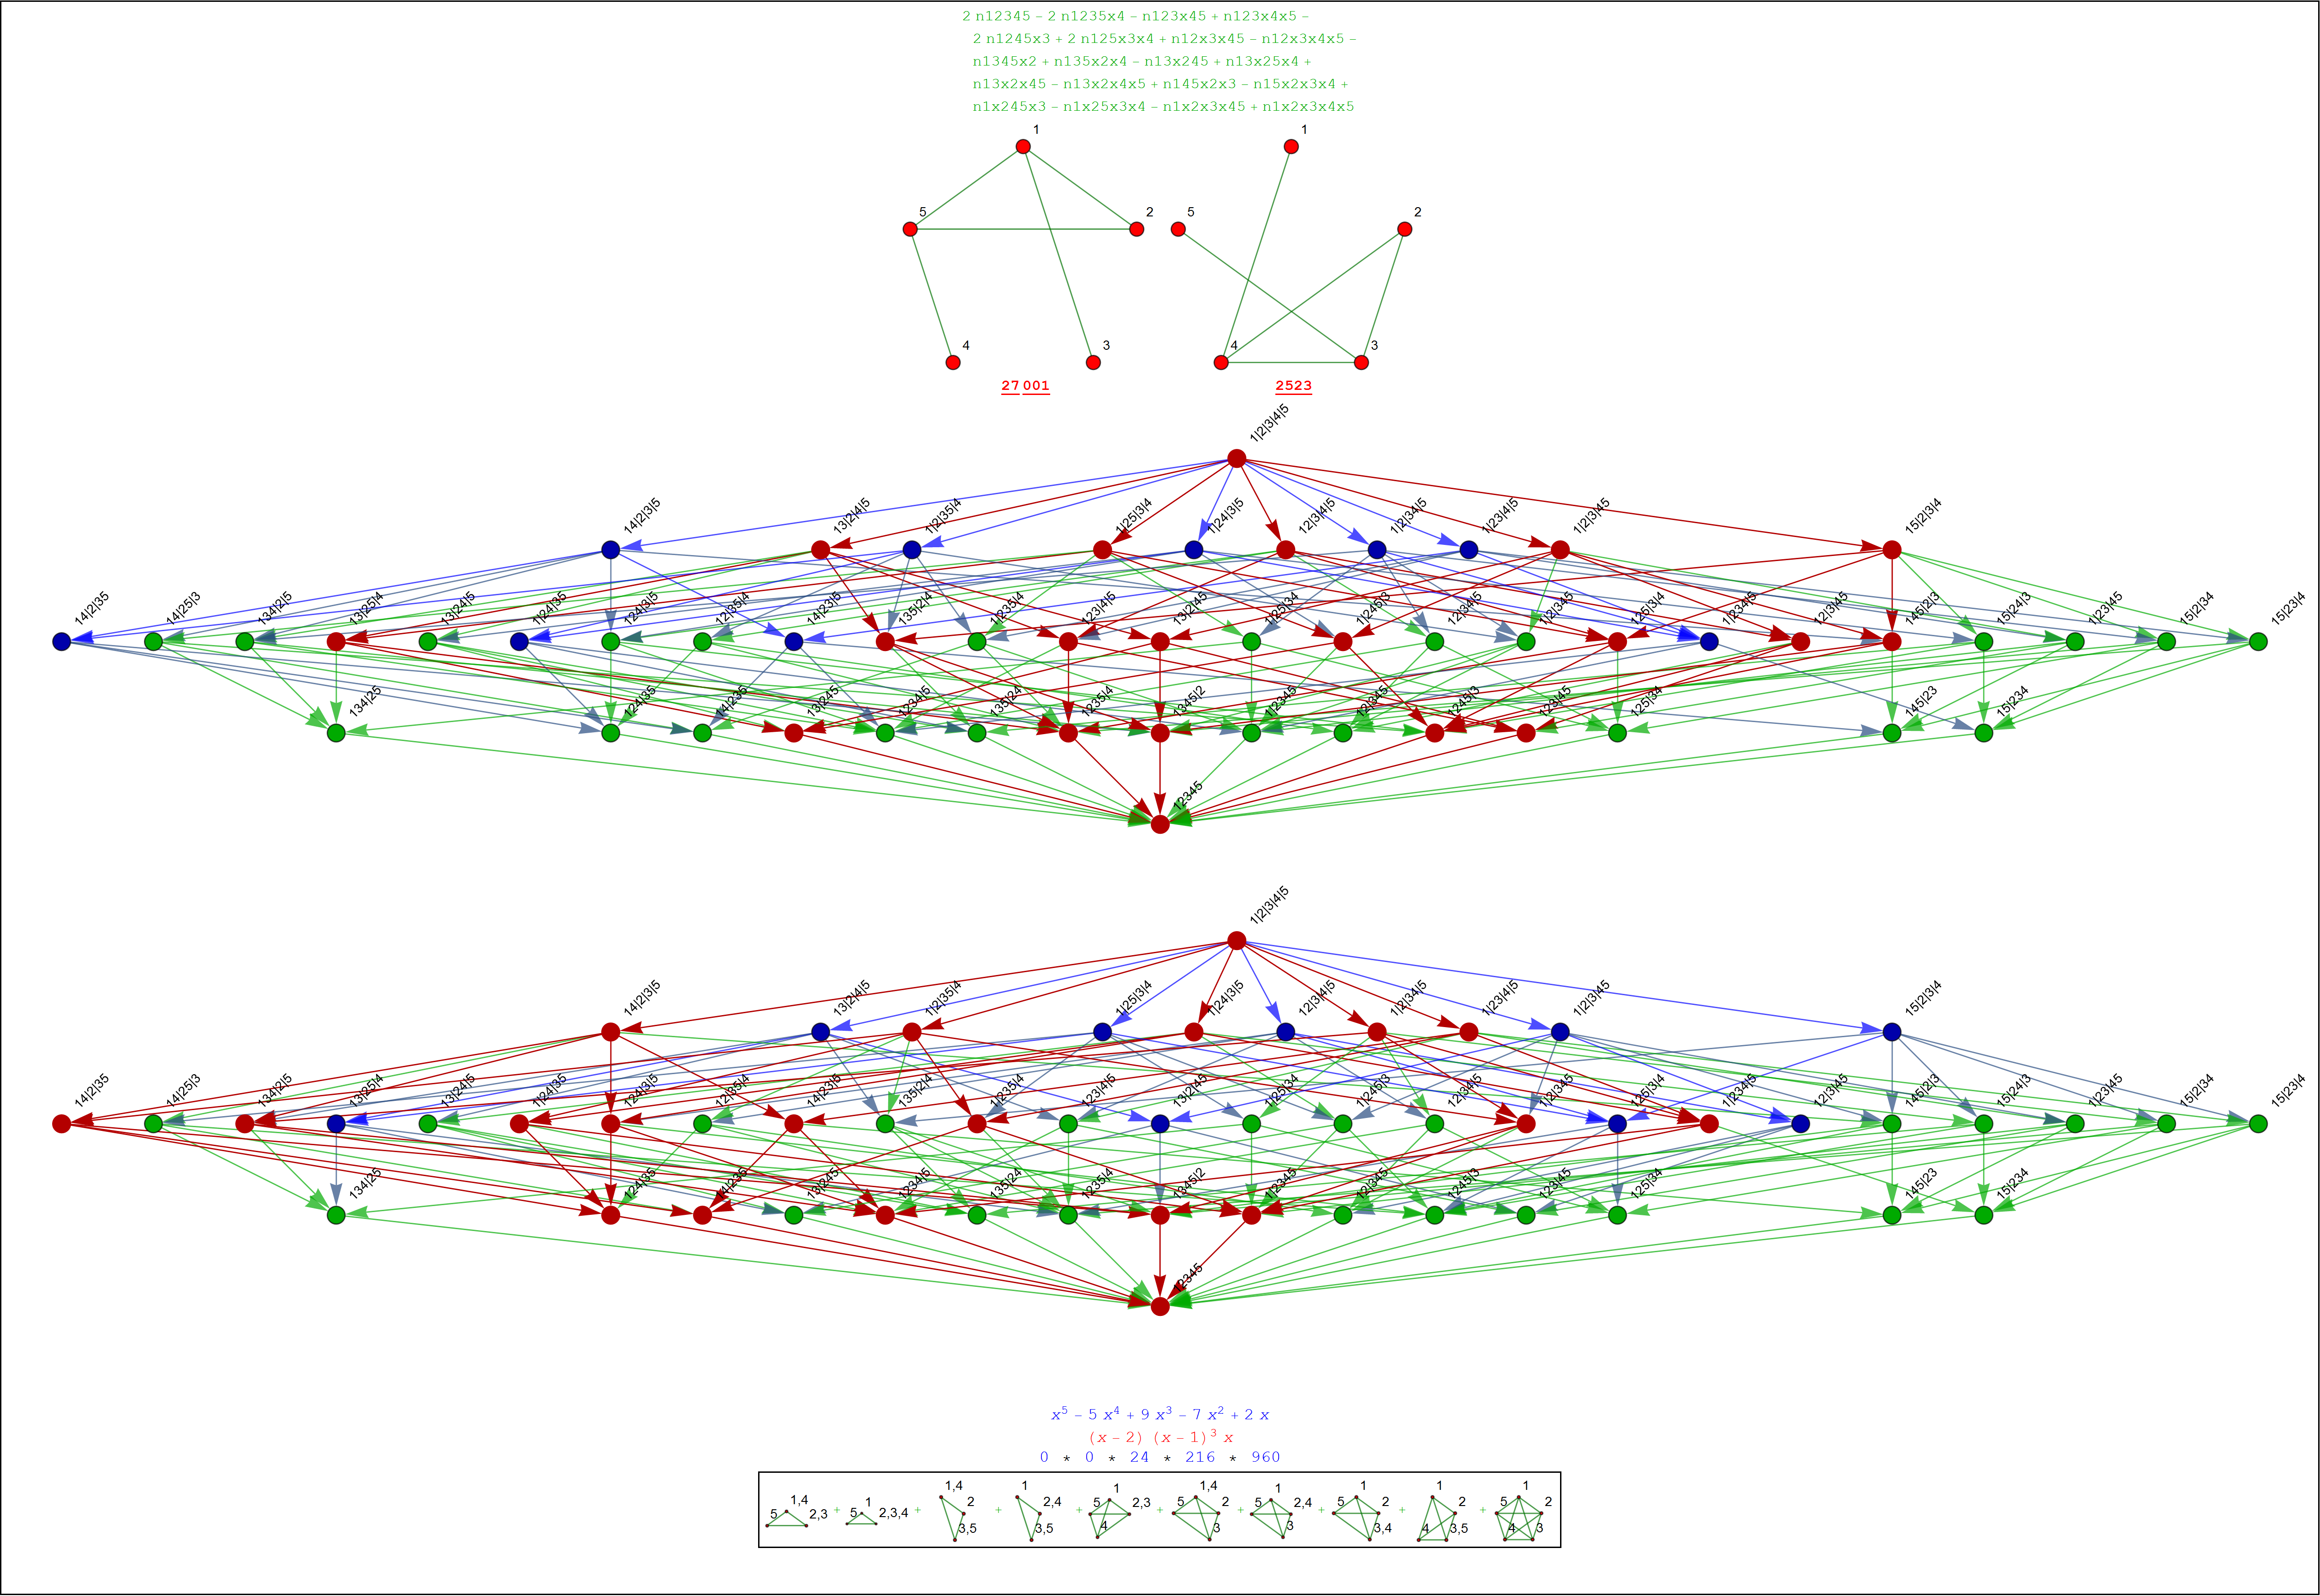 2 n12345 − 2 n1235x4 − n123x45 + n123x4x5 −
2 n1245x3 + 2 n125x3x4 + n12x3x45 − n12x3x4x5 −
n1345x2 + n135x2x4 − n13x245 + n13x25x4 +
n13x2x45 − n13x2x4x5 + n145x2x3 − n15x2x3x4 +
n1x245x3 − n1x25x3x4 − n1x2x3x45 + n1x2x3x4x5
1 1
5 2 5 2
4 3 4 3
27 001 2523
1|2|3|4|5
14|2|3|5 13|2|4|5 1|2|35|4 1|25|3|4 1|24|3|5 12|3|4|5 1|2|34|5 1|23|4|5 1|2|3|45 15|2|3|4
14|2|35 14|25|3 134|2|5 13|25|4 13|24|5 1|24|35 124|3|5 12|35|4 14|23|5 135|2|4 1|235|4 123|4|5 13|2|45 1|25|34 1|245|3 12|34|5 1|2|345 125|3|4 1|234|5 12|3|45 145|2|3 15|24|3 1|23|45 15|2|34 15|23|4
134|25 124|35 14|235 13|245 1234|5 135|24 1235|4 1345|2 1|2345 12|345 1245|3 123|45 125|34 145|23 15|234
12345
1|2|3|4|5
14|2|3|5 13|2|4|5 1|2|35|4 1|25|3|4 1|24|3|5 12|3|4|5 1|2|34|5 1|23|4|5 1|2|3|45 15|2|3|4
14|2|35 14|25|3 134|2|5 13|25|4 13|24|5 1|24|35 124|3|5 12|35|4 14|23|5 135|2|4 1|235|4 123|4|5 13|2|45 1|25|34 1|245|3 12|34|5 1|2|345 125|3|4 1|234|5 12|3|45 145|2|3 15|24|3 1|23|45 15|2|34 15|23|4
134|25 124|35 14|235 13|245 1234|5 135|24 1235|4 1345|2 1|2345 12|345 1245|3 123|45 125|34 145|23 15|234
12345
x⁵ − 5 x⁴ + 9 x³ − 7 x² + 2 x
(x − 2) (x − 1)³ x
0 * 0 * 24 * 216 * 960
1,4 5 2,3 + 1 5 2,3,4 + 1,4 2 3,5 + 1 2,4 3,5 + 1 5 2,3 4 + 1,4 5 2 3 + 1 5 2,4 3 + 1 5 2 3,4 + 1 2 4 3,5 + 1 5 2 4 3